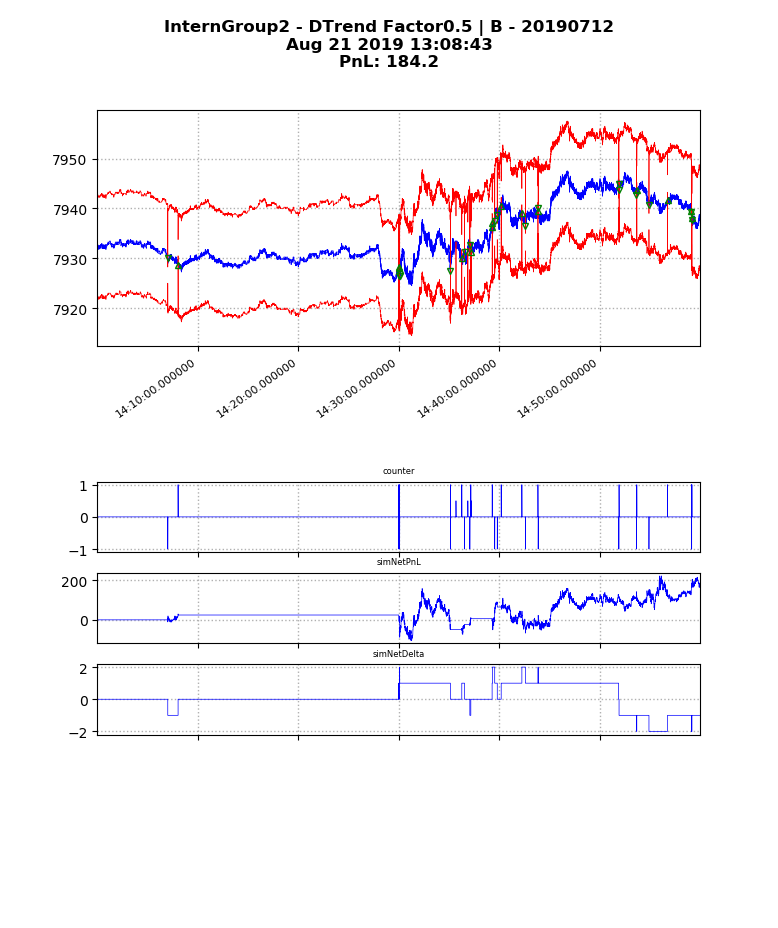 InternGroup2 - DTrend Factor0.5 | B - 20190712
Aug 21 2019 13:08:43
PnL: 184.2
7950
7940
7930
7920
14:10:00.000000
14:20:00.000000
14:30:00.000000
14:40:00.000000
14:50:00.000000
counter
1
0
−1
simNetPnL
200
0
simNetDelta
2
0
−2